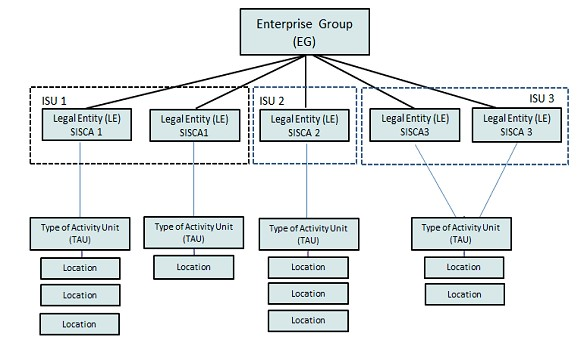 Enterprise Group
(EG)
ISU 1
ISU 2
ISU 3
Legal Entity (LE)
SISCA 1
Legal Entity (LE)
SISCA1
Legal Entity (LE)
SISCA 2
Legal Entity (LE)
SISCA3
Legal Entity (LE)
SISCA 3
Type of Activity Unit
(TAU)
Location
Location
Location
Type of Activity Unit
(TAU)
Location
Type of Activity Unit
(TAU)
Location
Location
Location
Type of Activity Unit
(TAU)
Location
Location